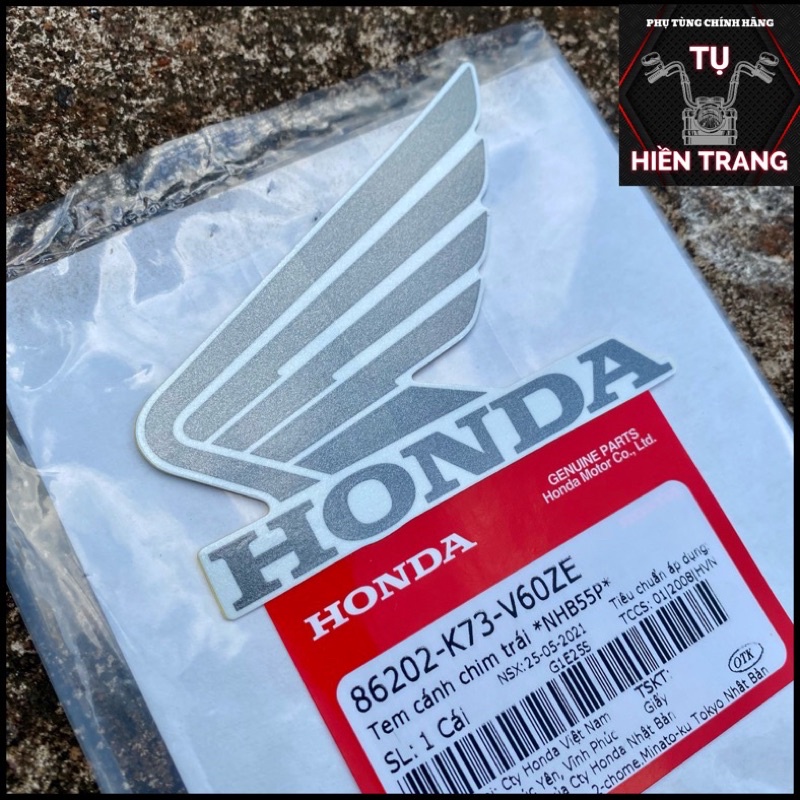 PHỤ TÙNG CHÍNH HÃNG
TỤ
HIỀN TRANG
HONDA
GENUINE PARTS
Honda Motor Co., Ltd.
HONDA
86202-K73-V60ZE
Tem cánh chim trái *NHB55P*
NSX:25-05-2021
G1E25S
Tiêu chuẩn áp dụng:
TCCS: 01|2008|HVN
SL: 1 Cái
TSKT:
Giấy
OTK
Cty Honda Việt Nam
Yên, Vĩnh Phúc
Cty Honda Nhật Bản
2-chome,Minato-ku Tokyo Nhật Bản